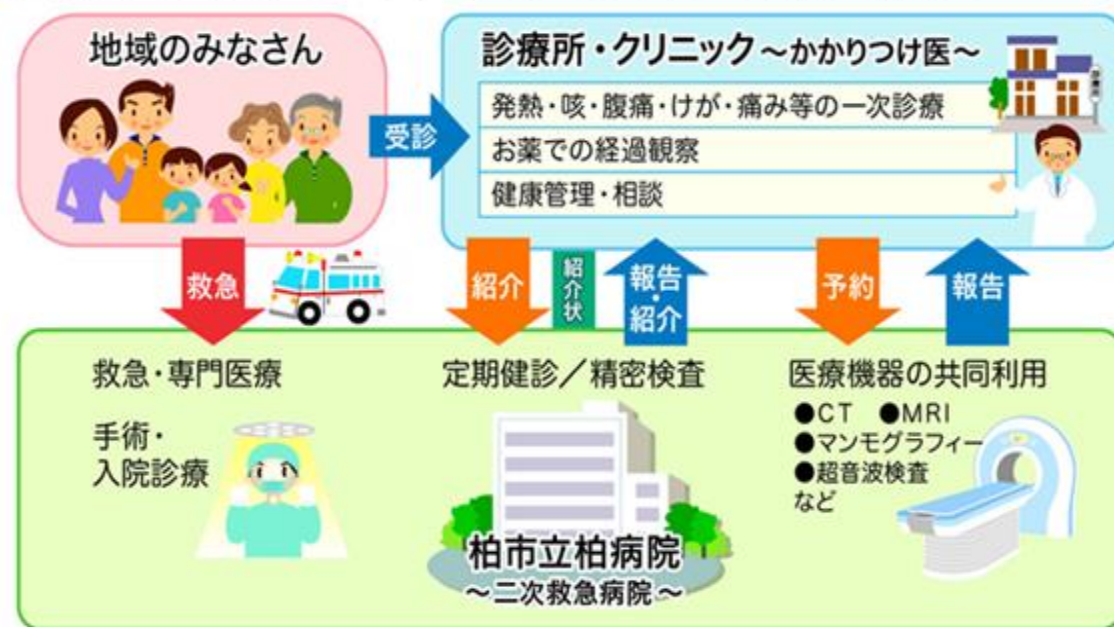 地域のみなさん
診療所・クリニック～かかりつけ医～
発熱・咳・腹痛・けが・痛み等の一次診療
お薬での経過観察
健康管理・相談
受診
救急
紹介
紹介状
報告・紹介
予約
報告
救急・専門医療
手術・
入院診療
定期健診／精密検査
柏市立柏病院
～二次救急病院～
医療機器の共同利用
●CT ●MRI
●マンモグラフィー
●超音波検査
など